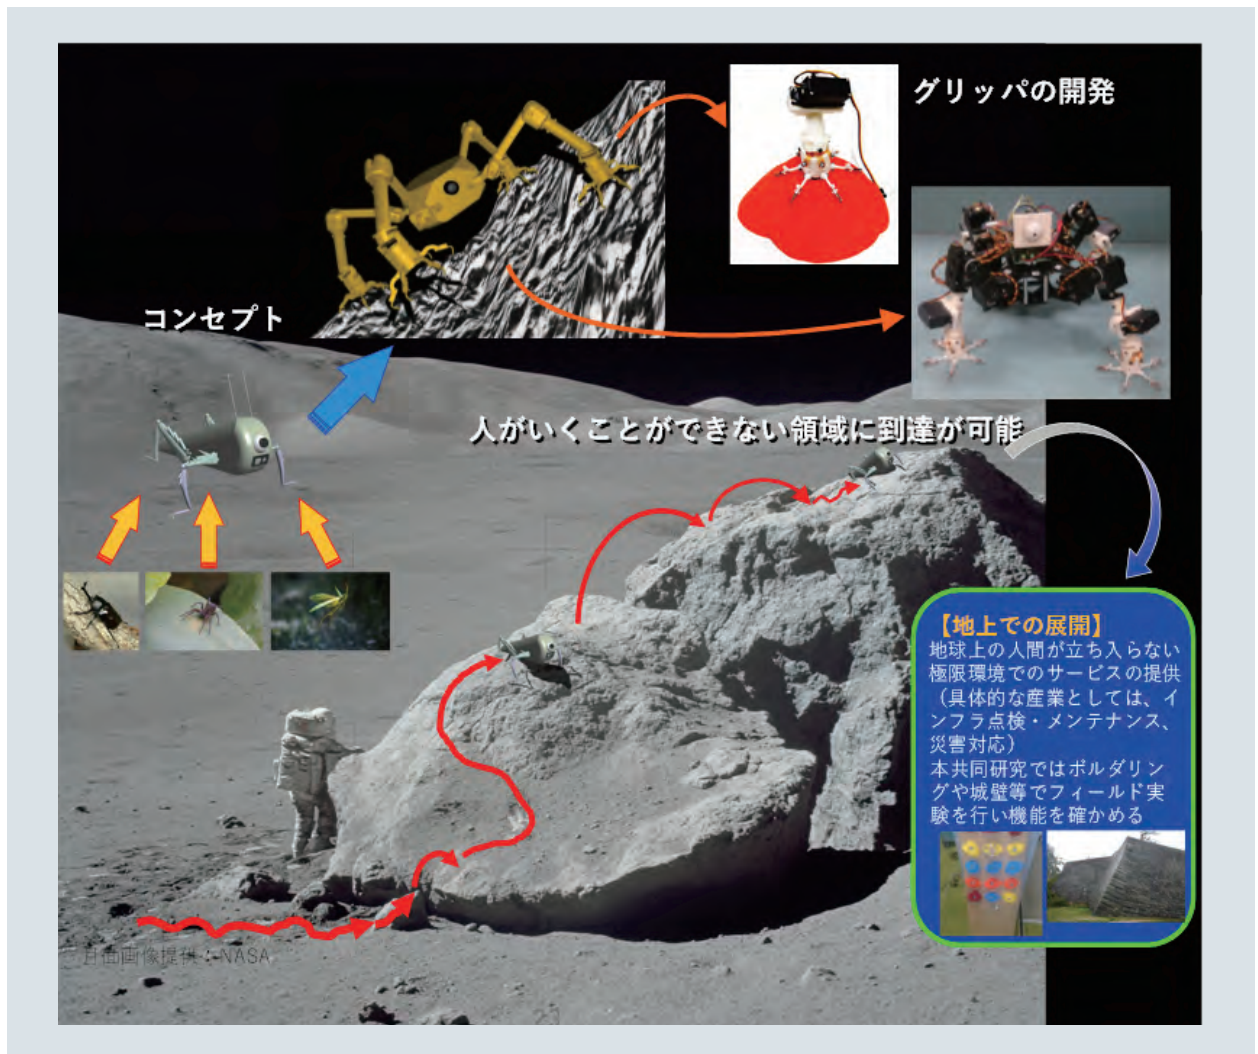 グリッパの開発
コンセプト
人がいくことができない領域に到達が可能
【地上での展開】
地球上の人間が立ち入らない
極限環境でのサービスの提供
（具体的な産業としては、イ
ンフラ点検・メンテナンス、
災害対応）
本共同研究ではボルダリン
グや城壁等でフィールド実
験を行い機能を確かめる
月面画像提供：NASA